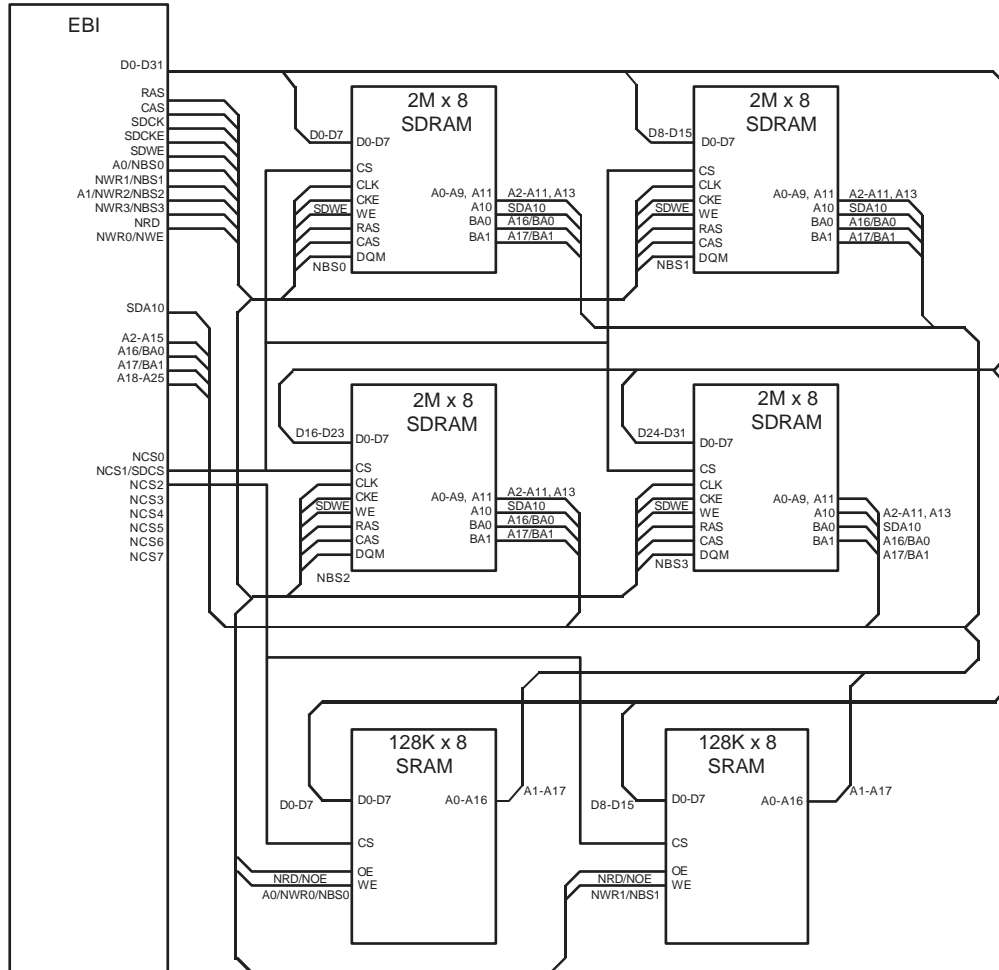 EBI
D0-D31
RAS
CAS
SDCK
SDCKE
SDWE
A0/NBS0
NWR1/NBS1
A1/NWR2/NBS2
NWR3/NBS3
NRD
NWR0/NWE
SDA10
A2-A15
A16/BA0
A17/BA1
A18-A25
NCS0
NCS1/SDCS
NCS2
NCS3
NCS4
NCS5
NCS6
NCS7
2M x 8
SDRAM
D0-D7
D0-D7
CS
CLK
CKE
SDWE
WE
RAS
CAS
DQM
NBS0
A0-A9, A11
A10
BA0
BA1
A2-A11, A13
SDA10
A16/BA0
A17/BA1
2M x 8
SDRAM
D8-D15
D0-D7
CS
CLK
CKE
SDWE
WE
RAS
CAS
DQM
NBS1
A0-A9, A11
A10
BA0
BA1
A2-A11, A13
SDA10
A16/BA0
A17/BA1
2M x 8
SDRAM
D16-D23
D0-D7
CS
CLK
CKE
SDWE
WE
RAS
CAS
DQM
NBS2
A0-A9, A11
A10
BA0
BA1
A2-A11, A13
SDA10
A16/BA0
A17/BA1
2M x 8
SDRAM
D24-D31
D0-D7
CS
CLK
CKE
SDWE
WE
RAS
CAS
DQM
NBS3
A0-A9, A11
A10
BA0
BA1
A2-A11, A13
SDA10
A16/BA0
A17/BA1
128K x 8
SRAM
D0-D7
D0-D7
A0-A16
A1-A17
CS
OE
NRD/NOE
WE
A0/NWR0/NBS0
128K x 8
SRAM
D8-D15
D0-D7
A0-A16
A1-A17
CS
OE
NRD/NOE
WE
NWR1/NBS1